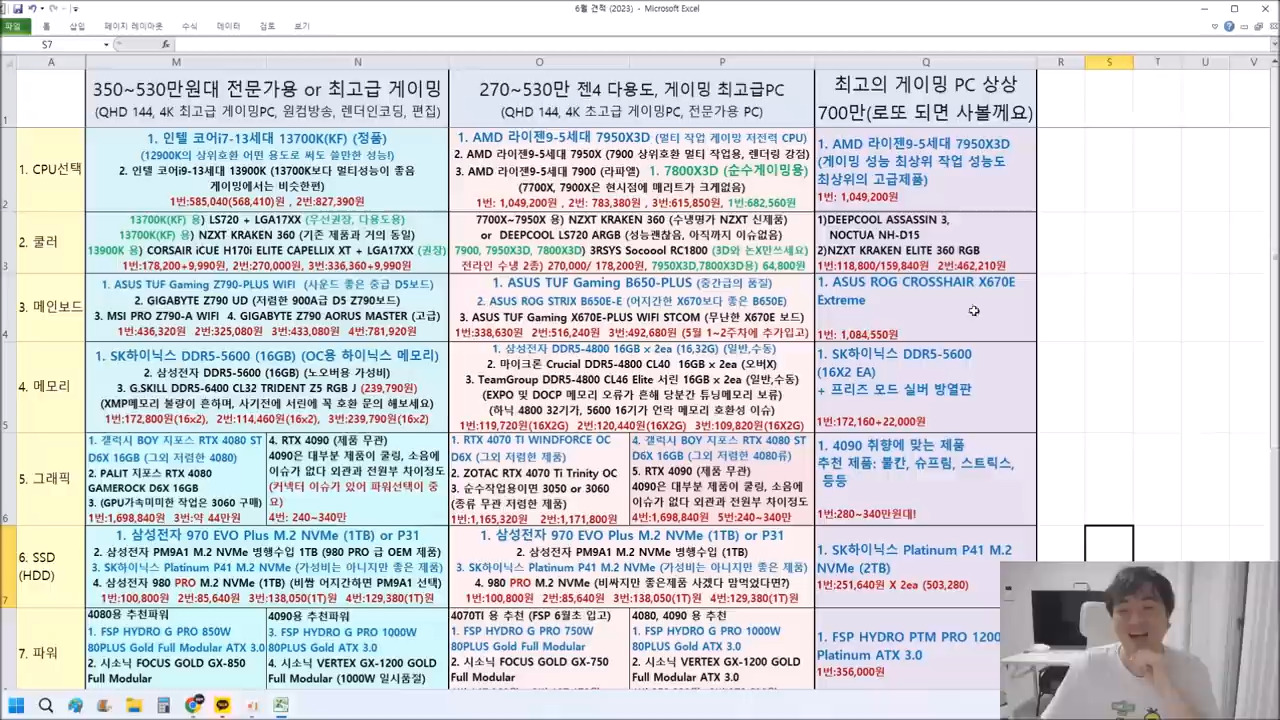 6월 견적 (2023) - Microsoft Excel
파일 홈 삽입 페이지 레이아웃 수식 데이터 검토 보기
S7 fx
A M N O P Q R S T U V
1
350~530만원대 전문가용 or 최고급 게이밍
(QHD 144, 4K 최고급 게이밍PC, 원컴방송, 렌더인코딩, 편집)
270~530만 젠4 다용도, 게이밍 최고급PC
(QHD 144, 4K 초고급 게이밍PC, 전문가용 PC)
최고의 게이밍 PC 상상
700만(로또 되면 사볼께요)
1. CPU선택
2
1. 인텔 코어i7-13세대 13700K(KF) (정품)
(12900K의 상위호환 어떤 용도로 써도 쓸만한 성능!)
2. 인텔 코어i9-13세대 13900K (13700K보다 멀티성능이 좋음
게이밍에서는 비슷한편)
1번:585,040(568,410)원 , 2번:827,390원
1. AMD 라이젠9-5세대 7950X3D (멀티 작업 게이밍 저전력 CPU)
2. AMD 라이젠9-5세대 7950X (7900 상위호환 멀티 작업용, 렌더링 강점)
3. AMD 라이젠9-5세대 7900 (라파엘) 1. 7800X3D (순수게이밍용)
(7700X, 7900X은 현시점에 메리트가 크게없음)
1번: 1,049,200원, 2번: 783,380원 , 3번:615,850원, 1번:682,560원
1. AMD 라이젠9-5세대 7950X3D
(게이밍 성능 최상위 작업 성능도
최상위의 고급제품)
1번: 1,049,200원
2. 쿨러
3
13700K(KF) 용) LS720 + LGA17XX (우선권장, 다용도용)
13700K(KF) 용) NZXT KRAKEN 360 (기존 제품과 거의 동일)
13900K 용) CORSAIR iCUE H170i ELITE CAPELLIX XT + LGA17XX (권장)
1번:178,200+9,990원, 2번:270,000원, 3번:336,360+9,990원
7700X~7950X 용) NZXT KRAKEN 360 (수냉명가 NZXT 신제품)
or DEEPCOOL LS720 ARGB (성능괜찮음, 아직까지 이슈없음)
7900, 7950X3D, 7800X3D) 3RSYS Socoool RC1800 (3D와 논X만쓰세요)
전라인 수냉 2종) 270,000/ 178,200원, 7950X3D,7800X3D용) 64,800원
1)DEEPCOOL ASSASSIN 3,
NOCTUA NH-D15
2)NZXT KRAKEN ELITE 360 RGB
1번:118,800/159,840원 2번:462,210원
3. 메인보드
4
1. ASUS TUF Gaming Z790-PLUS WIFI (사운드 좋은 중급 D5보드)
2. GIGABYTE Z790 UD (저렴한 900A급 D5 Z790보드)
3. MSI PRO Z790-A WIFI 4. GIGABYTE Z790 AORUS MASTER (고급)
1번:436,320원 2번:325,080원 3번:433,080원 4번:781,920원
1. ASUS TUF Gaming B650-PLUS (중간급의 품질)
2. ASUS ROG STRIX B650E-E (어지간한 X670보다 좋은 B650E)
3. ASUS TUF Gaming X670E-PLUS WIFI STCOM (무난한 X670E 보드)
1번:338,630원 2번:516,240원 3번:492,680원 (5월 1~2주차에 추가입고)
1. ASUS ROG CROSSHAIR X670E
Extreme
1번: 1,084,550원
4. 메모리
5
1. SK하이닉스 DDR5-5600 (16GB) (OC용 하이닉스 메모리)
2. 삼성전자 DDR5-5600 (16GB) (노오버용 가성비)
3. G.SKILL DDR5-6400 CL32 TRIDENT Z5 RGB J (239,790원)
(XMP메모리 불량이 흔하며, 사기전에 서린에 꼭 호환 문의 해보세요)
1번:172,800원(16x2), 2번:114,460원(16x2), 3번:239,790원(16x2)
1. 삼성전자 DDR5-4800 16GB x 2ea (16,32G) (일반,수동)
2. 마이크론 Crucial DDR5-4800 CL40 16GB x 2ea (오버X)
3. TeamGroup DDR5-4800 CL46 Elite 서린 16GB x 2ea (일반,수동)
(EXPO 및 DOCP 메모리 오류가 흔해 당분간 튜닝메모리 보류)
(하닉 4800 32기가, 5600 16기가 언락 메모리 호환성 이슈)
1번:119,720원(16X2G) 2번:120,440원(16X2G) 3번:109,820원(16X2G)
1. SK하이닉스 DDR5-5600
(16X2 EA)
+ 프리즈 모드 실버 방열판
1번:172,160+22,000원
5. 그래픽
6
1. 갤럭시 BOY 지포스 RTX 4080 ST
D6X 16GB (그외 저렴한 4080)
2. PALIT 지포스 RTX 4080
GAMEROCK D6X 16GB
3. (GPU가속미미한 작업은 3060 구매)
1번:1,698,840원 3번:약 44만원
4. RTX 4090 (제품 무관)
4090은 대부분 제품이 쿨링, 소음에
이슈가 없다 외관과 전원부 차이정도
(커넥터 이슈가 있어 파워선택이 중
요)
4번: 240~340만
1. RTX 4070 TI WINDFORCE OC
D6X (그외 저렴한 제품)
2. ZOTAC RTX 4070 Ti Trinity OC
3. 순수작업용이면 3050 or 3060
(종류 무관 저렴한 제품)
1번:1,165,320원 2번:1,171,800원
4. 갤럭시 BOY 지포스 RTX 4080 ST
D6X 16GB (그외 저렴한 4080류)
5. RTX 4090 (제품 무관)
4090은 대부분 제품이 쿨링, 소음에
이슈가 없다 외관과 전원부 차이정도
4번:1,698,840원 5번:240~340만
1. 4090 취향에 맞는 제품
추천 제품: 불칸, 슈프림, 스트릭스,
등등
1번:280~340만원대!
6. SSD
(HDD)
7
1. 삼성전자 970 EVO Plus M.2 NVMe (1TB) or P31
2. 삼성전자 PM9A1 M.2 NVMe 병행수입 1TB (980 PRO 급 OEM 제품)
3. SK하이닉스 Platinum P41 M.2 NVMe (가성비는 아니지만 좋은 제품)
4. 삼성전자 980 PRO M.2 NVMe (1TB) (비쌈 어지간하면 PM9A1 선택)
1번:100,800원 2번:85,640원 3번:138,050(1T)원 4번:129,380(1T)원
1. 삼성전자 970 EVO Plus M.2 NVMe (1TB) or P31
2. 삼성전자 PM9A1 M.2 NVMe 병행수입 (1TB)
3. SK하이닉스 Platinum P41 M.2 NVMe (가성비는 아니지만 좋은 제품)
4. 980 PRO M.2 NVMe (비싸지만 좋은제품 사겠다 맘먹었다면?)
1번:100,800원 2번:85,640원 3번:138,050(1T)원 4번:129,380(1T)원
1. SK하이닉스 Platinum P41 M.2
NVMe (2TB)
1번:251,640원 X 2ea (503,280)
7. 파워
4080용 추천파워
1. FSP HYDRO G PRO 850W
80PLUS Gold Full Modular ATX 3.0
2. 시소닉 FOCUS GOLD GX-850
Full Modular
4090용 추천파워
3. FSP HYDRO G PRO 1000W
80PLUS Gold ATX 3.0
4. 시소닉 VERTEX GX-1200 GOLD
Full Modular (1000W 일시품절)
4070TI 용 추천 (FSP 6월초 입고)
1. FSP HYDRO G PRO 750W
80PLUS Gold Full Modular
2. 시소닉 FOCUS GOLD GX-750
Full Modular
4080, 4090 용 추천
1. FSP HYDRO G PRO 1000W
80PLUS Gold ATX 3.0
2. 시소닉 VERTEX GX-1200 GOLD
Full Modular ATX 3.0
1. FSP HYDRO PTM PRO 1200
Platinum ATX 3.0
1번:356,000원